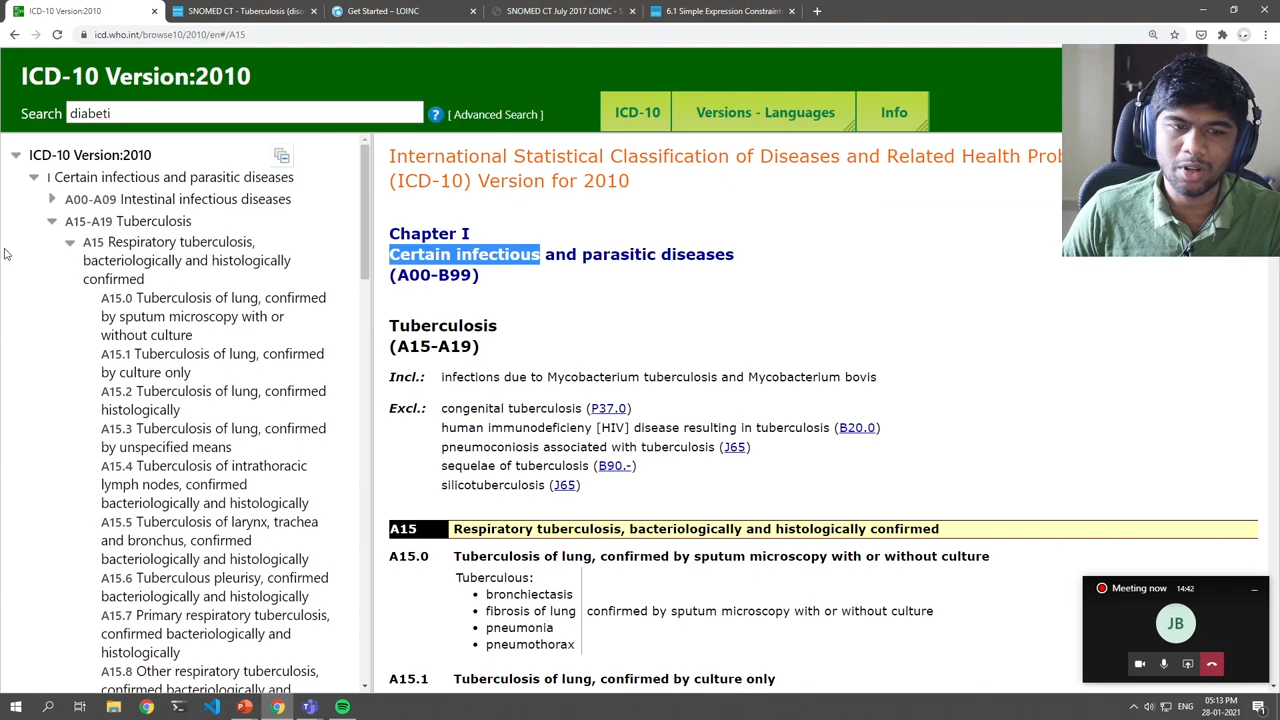 ICD-10 Version:2010
SNOMED CT - Tuberculosis (diso
Get Started – LOINC
SNOMED CT July 2017 LOINC - S
6.1 Simple Expression Constraint
icd.who.int/browse10/2010/en#/A15
ICD-10 Version:2010
Search diabeti
? [ Advanced Search ]
ICD-10
Versions - Languages
Info
ICD-10 Version:2010
I Certain infectious and parasitic diseases
A00-A09 Intestinal infectious diseases
A15-A19 Tuberculosis
A15 Respiratory tuberculosis,
bacteriologically and histologically
confirmed
A15.0 Tuberculosis of lung, confirmed
by sputum microscopy with or
without culture
A15.1 Tuberculosis of lung, confirmed
by culture only
A15.2 Tuberculosis of lung, confirmed
histologically
A15.3 Tuberculosis of lung, confirmed
by unspecified means
A15.4 Tuberculosis of intrathoracic
lymph nodes, confirmed
bacteriologically and histologically
A15.5 Tuberculosis of larynx, trachea
and bronchus, confirmed
bacteriologically and histologically
A15.6 Tuberculous pleurisy, confirmed
bacteriologically and histologically
A15.7 Primary respiratory tuberculosis,
confirmed bacteriologically and
histologically
A15.8 Other respiratory tuberculosis,
confirmed bacteriologically and
International Statistical Classification of Diseases and Related Health Prob
(ICD-10) Version for 2010
Chapter I
Certain infectious and parasitic diseases
(A00-B99)
Tuberculosis
(A15-A19)
Incl.: infections due to Mycobacterium tuberculosis and Mycobacterium bovis
Excl.: congenital tuberculosis (P37.0)
human immunodeficieny [HIV] disease resulting in tuberculosis (B20.0)
pneumoconiosis associated with tuberculosis (J65)
sequelae of tuberculosis (B90.-)
silicotuberculosis (J65)
A15 Respiratory tuberculosis, bacteriologically and histologically confirmed
A15.0 Tuberculosis of lung, confirmed by sputum microscopy with or without culture
Tuberculous:
• bronchiectasis
• fibrosis of lung confirmed by sputum microscopy with or without culture
• pneumonia
• pneumothorax
A15.1 Tuberculosis of lung, confirmed by culture only
Meeting now 14:42
JB
ENG
05:13 PM
28-01-2021